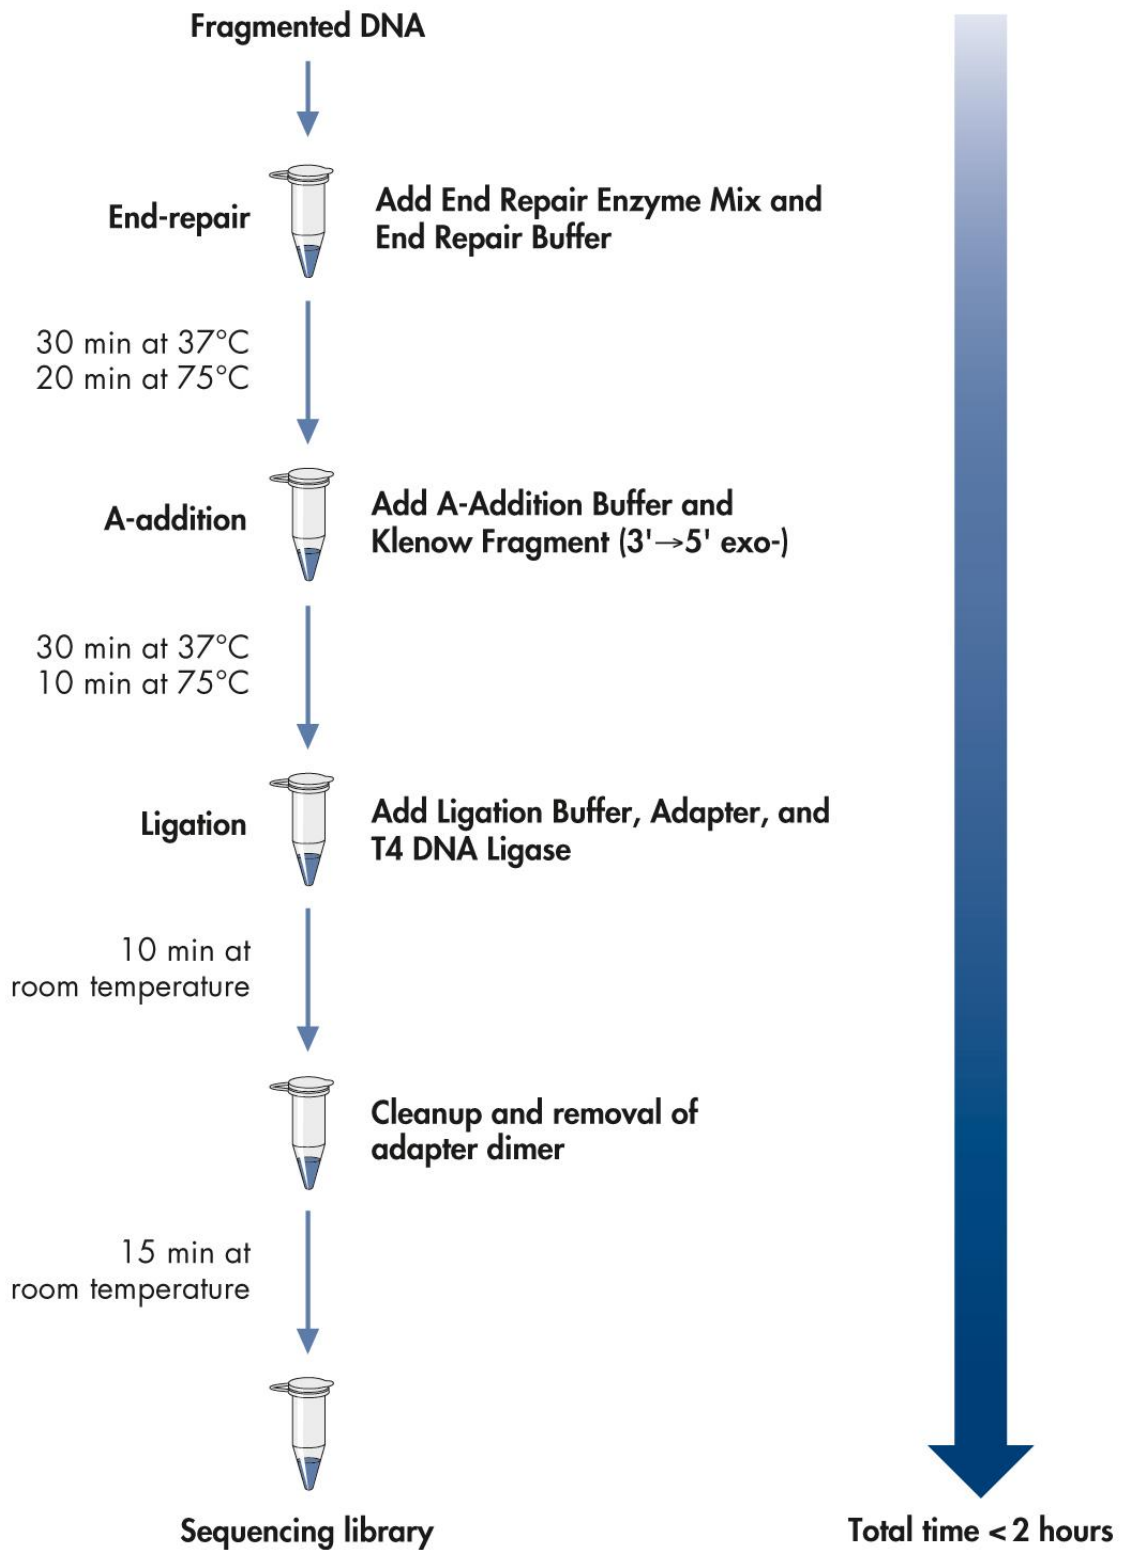 Fragmented DNA
End-repair
Add End Repair Enzyme Mix and
End Repair Buffer
30 min at 37°C
20 min at 75°C
A-addition
Add A-Addition Buffer and
Klenow Fragment (3'→5' exo-)
30 min at 37°C
10 min at 75°C
Ligation
Add Ligation Buffer, Adapter, and
T4 DNA Ligase
10 min at
room temperature
Cleanup and removal of
adapter dimer
15 min at
room temperature
Sequencing library
Total time < 2 hours